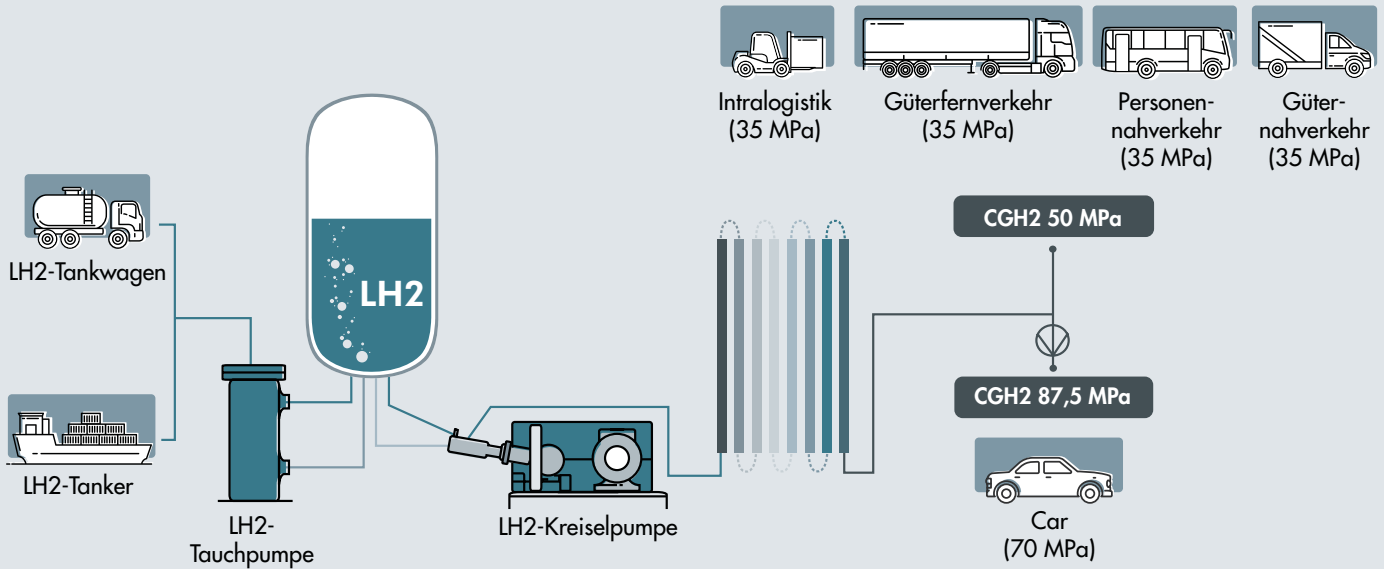 Intralogistik
(35 MPa)
Güterfernverkehr
(35 MPa)
Personen-
nahverkehr
(35 MPa)
Güter-
nahverkehr
(35 MPa)
LH2-Tankwagen
LH2
CGH2 50 MPa
CGH2 87,5 MPa
LH2-Tanker
LH2-
Tauchpumpe
LH2-Kreiselpumpe
Car
(70 MPa)